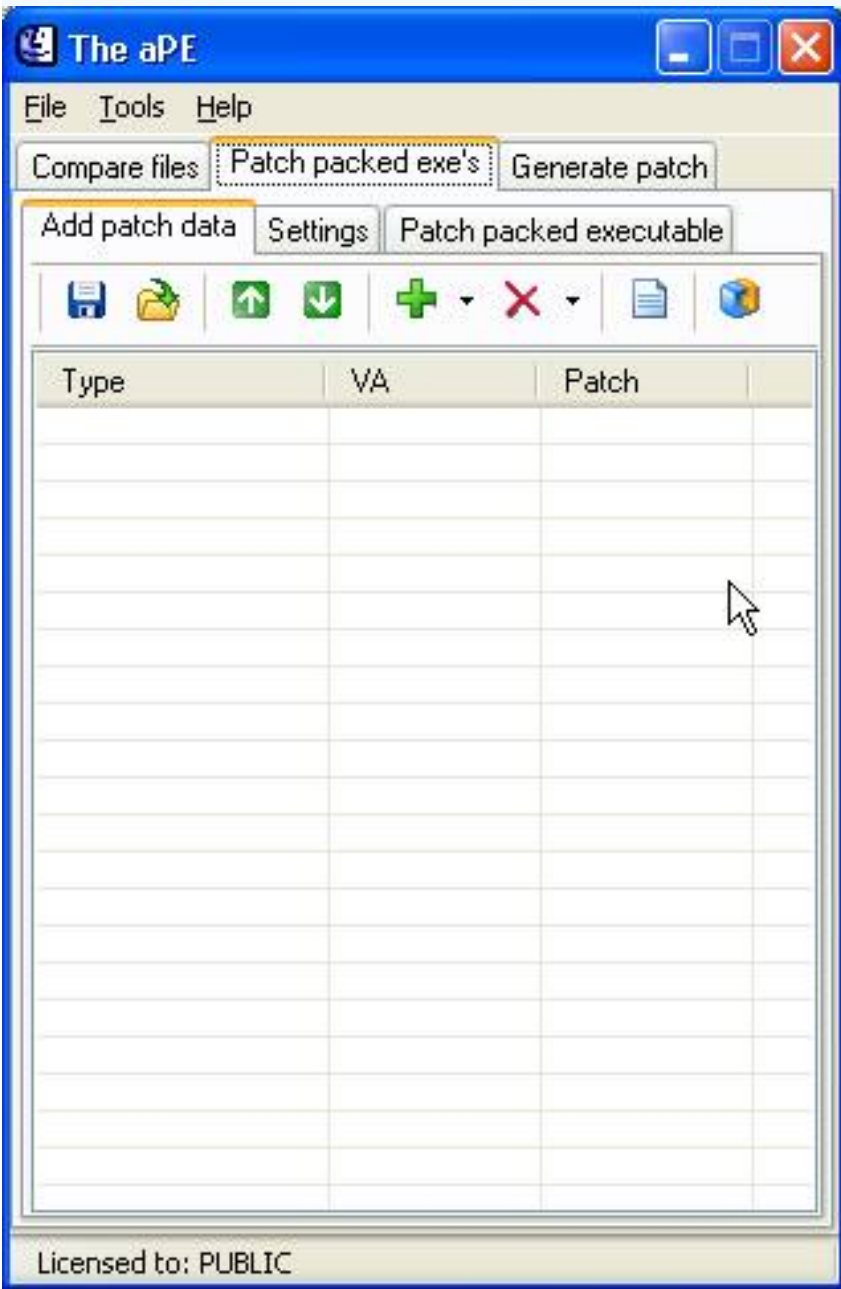 The aPE
File Tools Help
Compare files Patch packed exe's Generate patch
Add patch data Settings Patch packed executable
Type VA Patch
Licensed to: PUBLIC